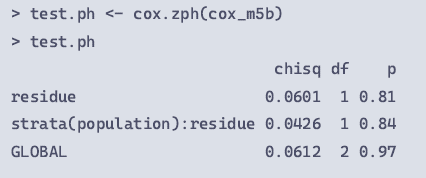 > test.ph <- cox.zph(cox_m5b)
> test.ph
chisq df p
residue 0.0601 1 0.81
strata(population):residue 0.0426 1 0.84
GLOBAL 0.0612 2 0.97